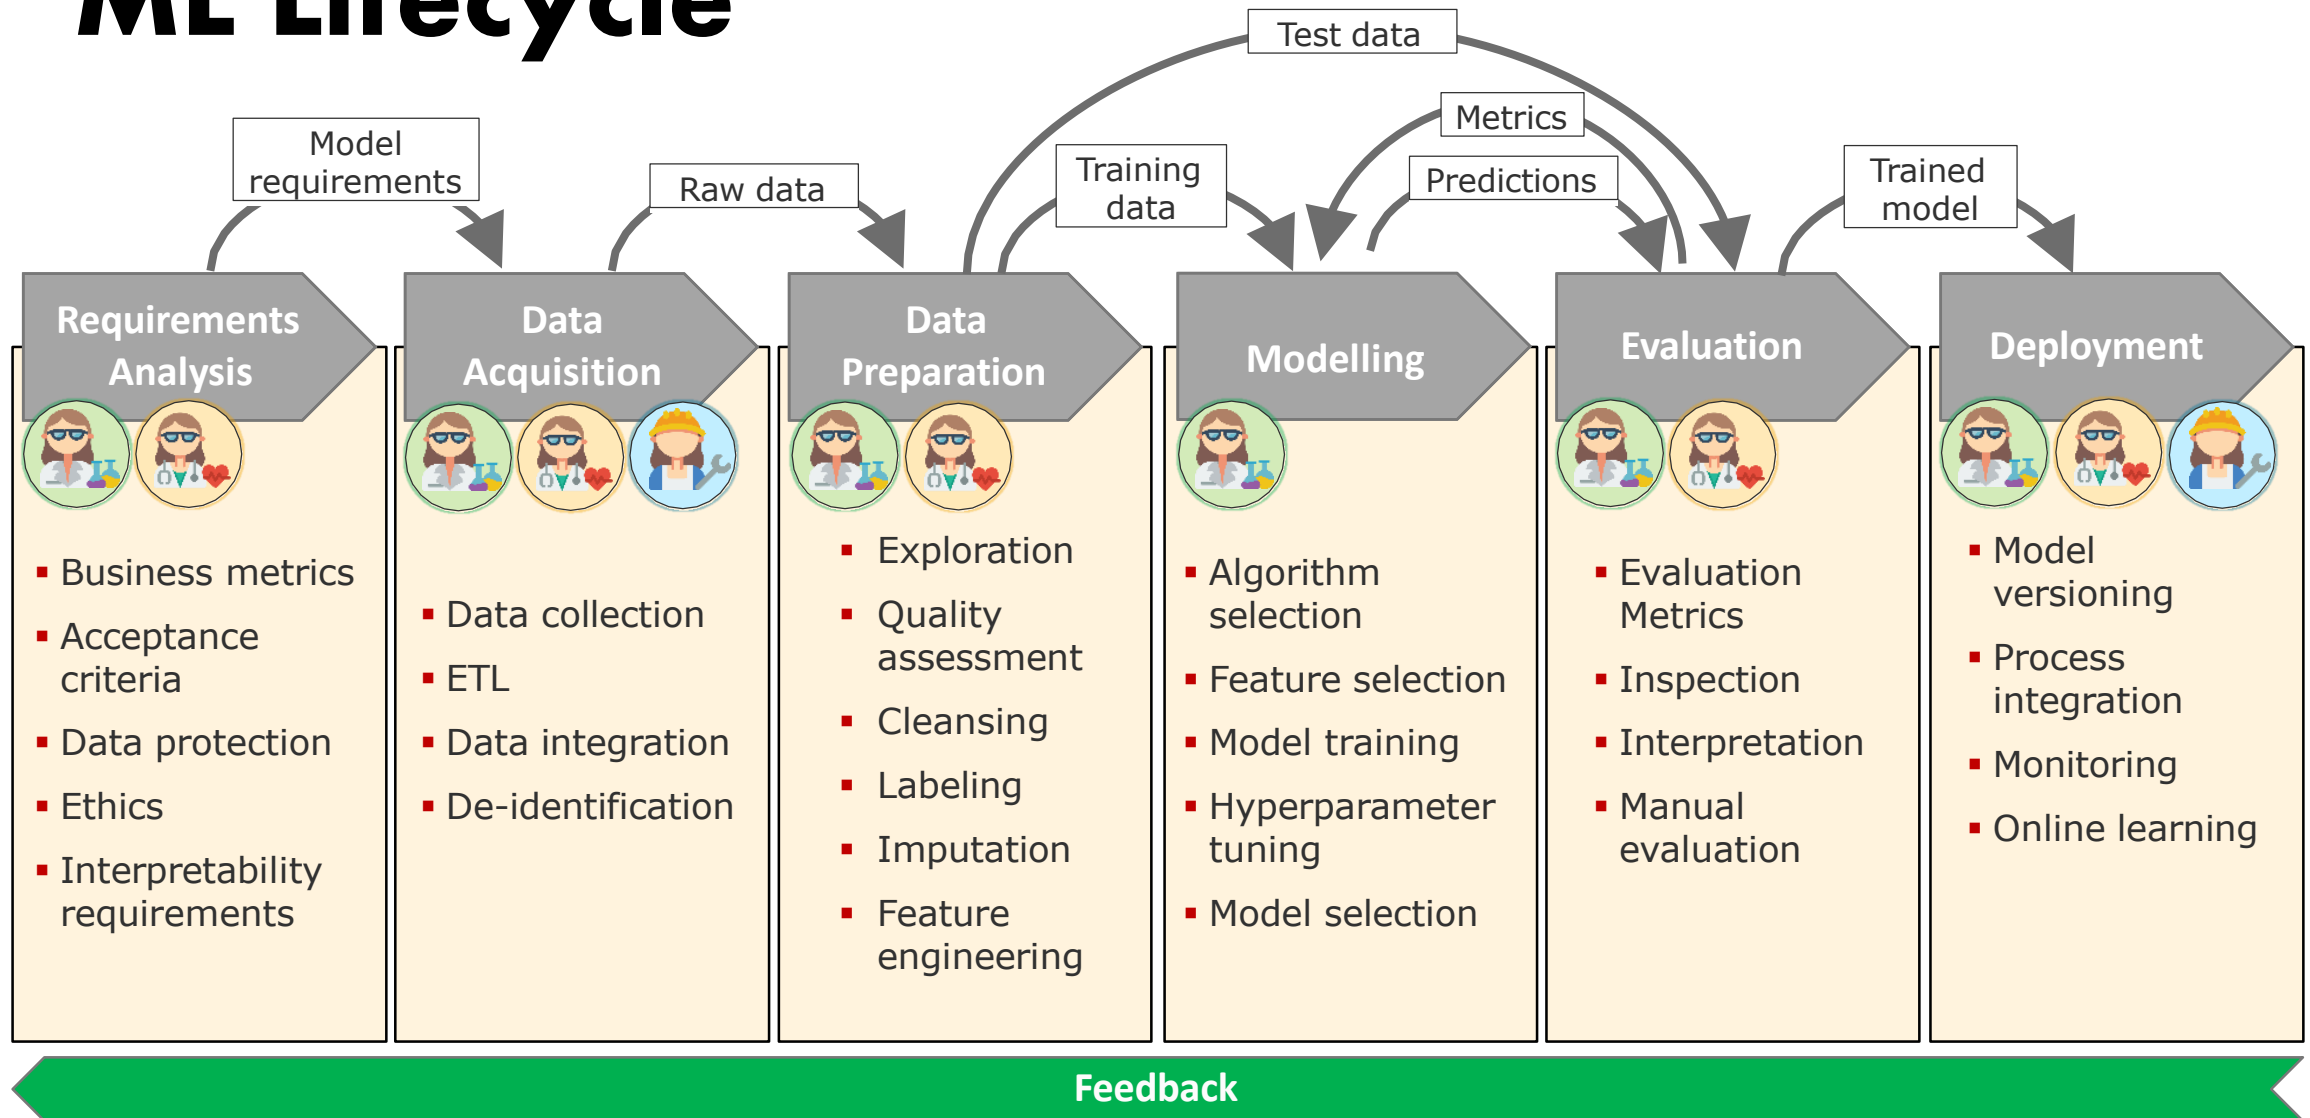 ML Lifecycle
Test data
Metrics
Model
requirements
Raw data
Training
data
Predictions
Trained
model
Requirements
Analysis
Data
Acquisition
Data
Preparation
Modelling
Evaluation
Deployment
▪ Business metrics
▪ Acceptance
criteria
▪ Data protection
▪ Ethics
▪ Interpretability
requirements
▪ Data collection
▪ ETL
▪ Data integration
▪ De-identification
▪ Exploration
▪ Quality
assessment
▪ Cleansing
▪ Labeling
▪ Imputation
▪ Feature
engineering
▪ Algorithm
selection
▪ Feature selection
▪ Model training
▪ Hyperparameter
tuning
▪ Model selection
▪ Evaluation
Metrics
▪ Inspection
▪ Interpretation
▪ Manual
evaluation
▪ Model
versioning
▪ Process
integration
▪ Monitoring
▪ Online learning
Feedback